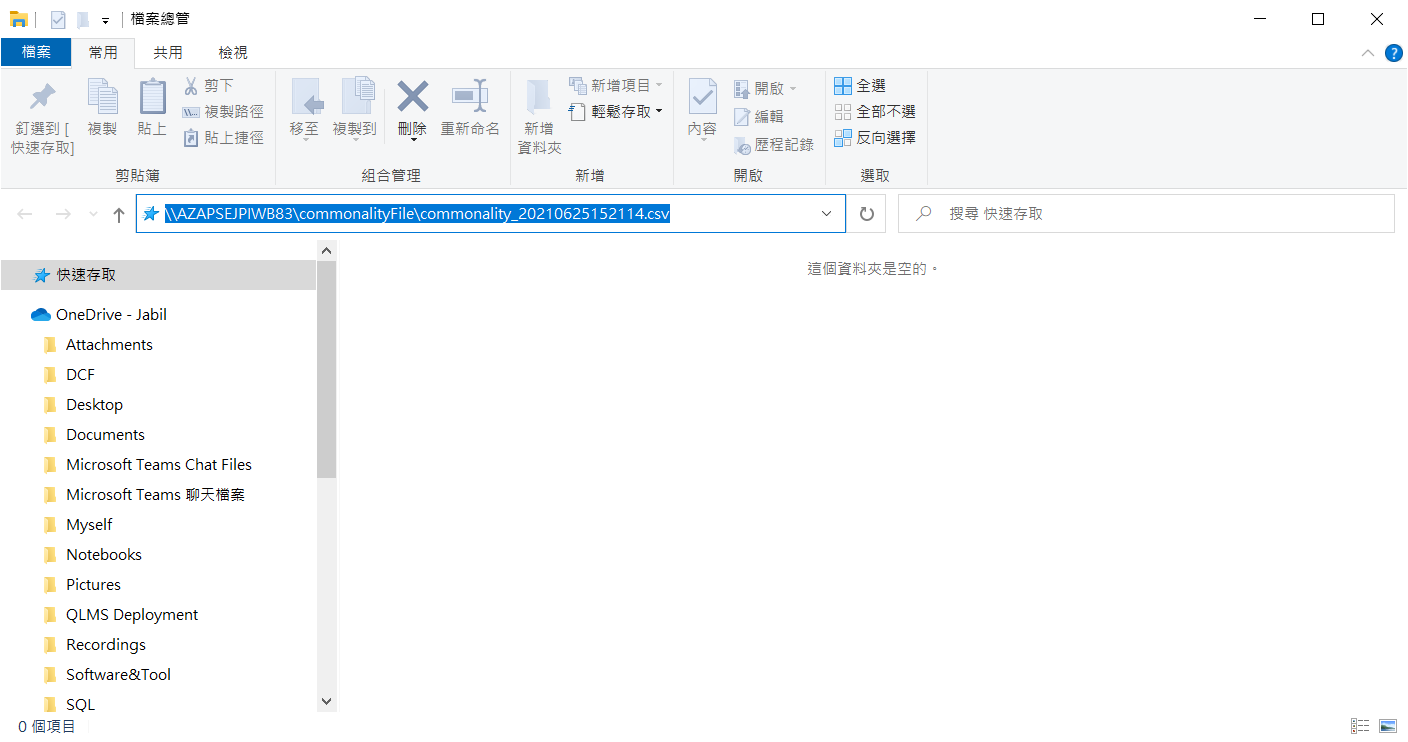 檔案總管
檔案 常用 共用 檢視
釘選到 [
快速存取]
複製
貼上
剪下
複製路徑
貼上捷徑
剪貼簿
移至
複製到
刪除
重新命名
組合管理
新增
資料夾
新增項目
輕鬆存取
新增
內容
開啟
編輯
歷程記錄
開啟
全選
全部不選
反向選擇
選取
\\AZAPSEJPIWB83\commonalityFile\commonality_20210625152114.csv
搜尋 快速存取
快速存取
這個資料夾是空的。
OneDrive - Jabil
Attachments
DCF
Desktop
Documents
Microsoft Teams Chat Files
Microsoft Teams 聊天檔案
Myself
Notebooks
Pictures
QLMS Deployment
Recordings
Software&Tool
SQL
0 個項目